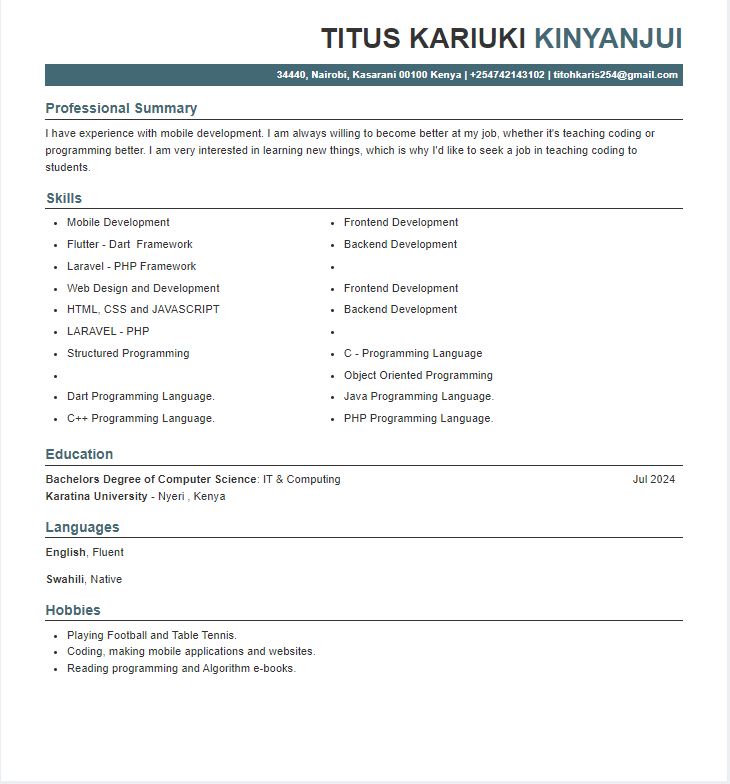 TITUS KARIUKI KINYANJUI
34440, Nairobi, Kasarani 00100 Kenya | +254742143102 | titohkaris254@gmail.com
Professional Summary
I have experience with mobile development. I am always willing to become better at my job, whether it's teaching coding or
programming better. I am very interested in learning new things, which is why I'd like to seek a job in teaching coding to
students.
Skills
• Mobile Development
• Flutter - Dart Framework
• Laravel - PHP Framework
• Web Design and Development
• HTML, CSS and JAVASCRIPT
• LARAVEL - PHP
• Structured Programming
•
• Dart Programming Language.
• C++ Programming Language.
• Frontend Development
• Backend Development
•
• Frontend Development
• Backend Development
•
• C - Programming Language
• Object Oriented Programming
• Java Programming Language.
• PHP Programming Language.
Education
Bachelors Degree of Computer Science: IT & Computing Jul 2024
Karatina University - Nyeri , Kenya
Languages
English, Fluent
Swahili, Native
Hobbies
• Playing Football and Table Tennis.
• Coding, making mobile applications and websites.
• Reading programming and Algorithm e-books.